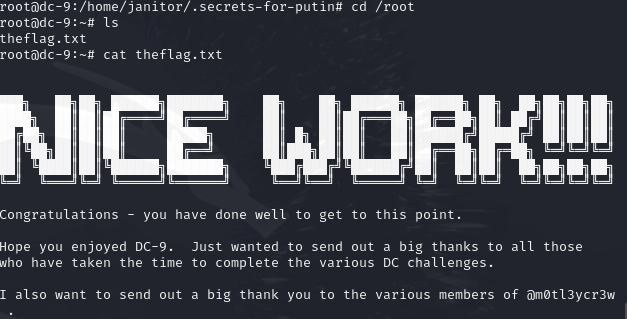 root@dc-9:/home/janitor/.secrets-for-putin# cd /root
root@dc-9:~# ls
theflag.txt
root@dc-9:~# cat theflag.txt
NICE WORK!!!
Congratulations - you have done well to get to this point.
Hope you enjoyed DC-9.  Just wanted to send out a big thanks to all those
who have taken the time to complete the various DC challenges.
I also want to send out a big thank you to the various members of @m0tl3ycr3w
.